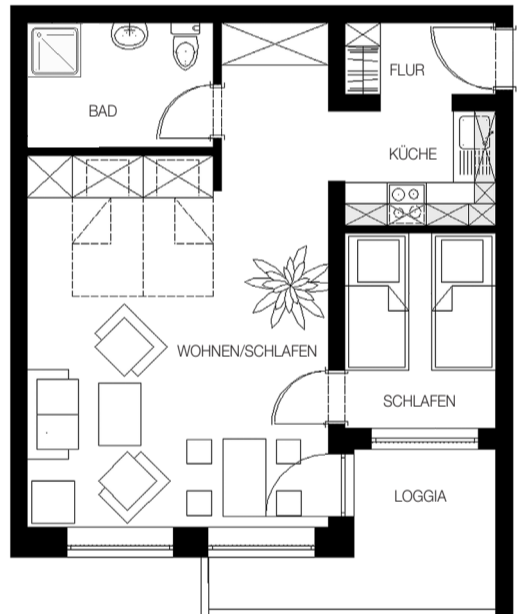 FLUR
BAD
KÜCHE
WOHNEN/SCHLAFEN
SCHLAFEN
LOGGIA